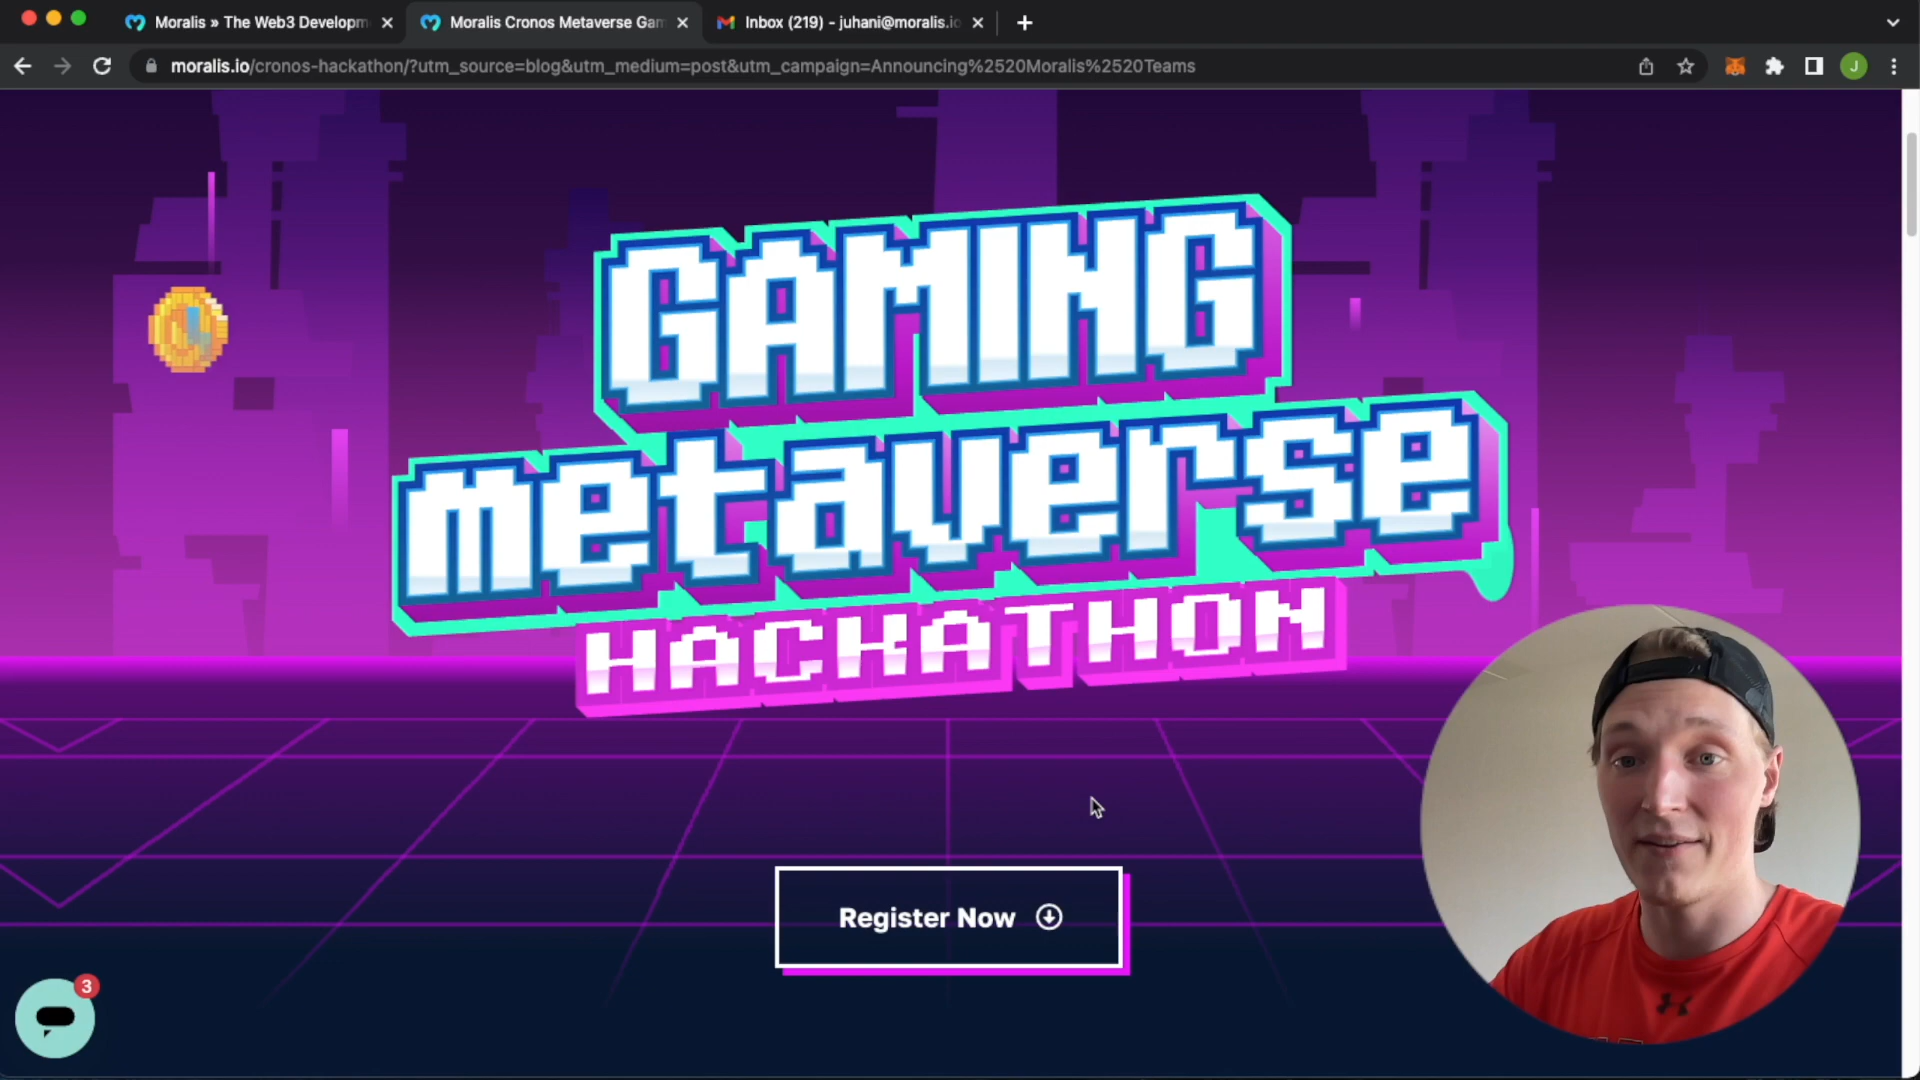 Moralis » The Web3 Developm
Moralis Cronos Metaverse Gam
Inbox (219) - juhani@moralis.io
moralis.io/cronos-hackathon/?utm_source=blog&utm_medium=post&utm_campaign=Announcing%2520Moralis%2520Teams
J
GAMING
metaverse
HACKATHON
Register Now
3